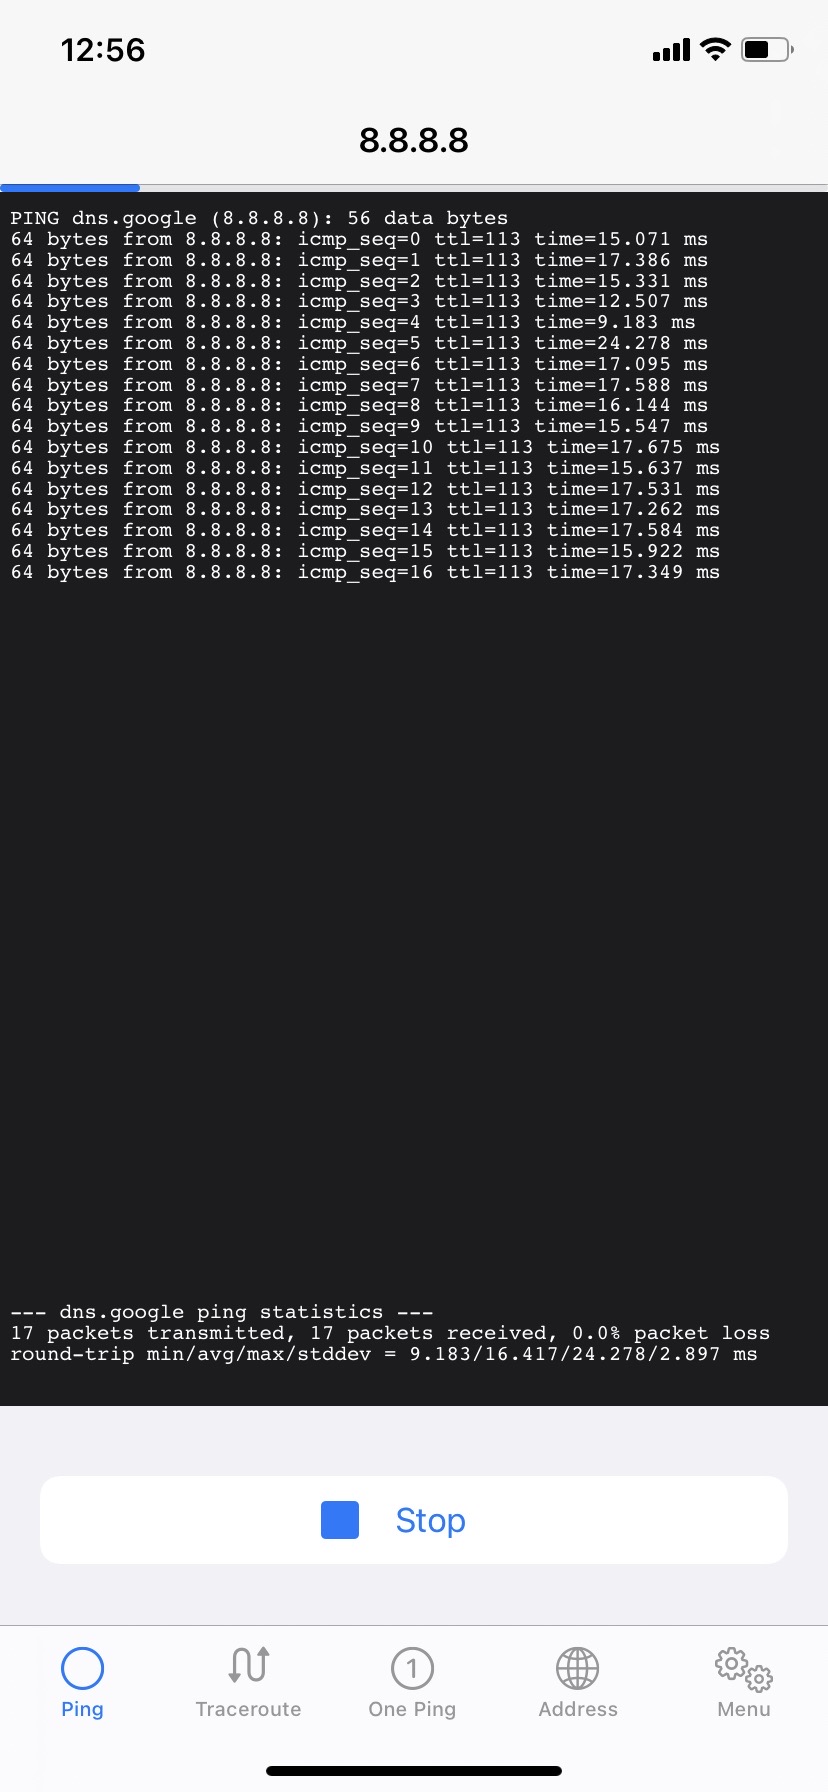 12:56
8.8.8.8
PING dns.google (8.8.8.8): 56 data bytes
64 bytes from 8.8.8.8: icmp_seq=0 ttl=113 time=15.071 ms
64 bytes from 8.8.8.8: icmp_seq=1 ttl=113 time=17.386 ms
64 bytes from 8.8.8.8: icmp_seq=2 ttl=113 time=15.331 ms
64 bytes from 8.8.8.8: icmp_seq=3 ttl=113 time=12.507 ms
64 bytes from 8.8.8.8: icmp_seq=4 ttl=113 time=9.183 ms
64 bytes from 8.8.8.8: icmp_seq=5 ttl=113 time=24.278 ms
64 bytes from 8.8.8.8: icmp_seq=6 ttl=113 time=17.095 ms
64 bytes from 8.8.8.8: icmp_seq=7 ttl=113 time=17.588 ms
64 bytes from 8.8.8.8: icmp_seq=8 ttl=113 time=16.144 ms
64 bytes from 8.8.8.8: icmp_seq=9 ttl=113 time=15.547 ms
64 bytes from 8.8.8.8: icmp_seq=10 ttl=113 time=17.675 ms
64 bytes from 8.8.8.8: icmp_seq=11 ttl=113 time=15.637 ms
64 bytes from 8.8.8.8: icmp_seq=12 ttl=113 time=17.531 ms
64 bytes from 8.8.8.8: icmp_seq=13 ttl=113 time=17.262 ms
64 bytes from 8.8.8.8: icmp_seq=14 ttl=113 time=17.584 ms
64 bytes from 8.8.8.8: icmp_seq=15 ttl=113 time=15.922 ms
64 bytes from 8.8.8.8: icmp_seq=16 ttl=113 time=17.349 ms
--- dns.google ping statistics ---
17 packets transmitted, 17 packets received, 0.0% packet loss
round-trip min/avg/max/stddev = 9.183/16.417/24.278/2.897 ms
Stop
1
Ping Traceroute One Ping Address Menu